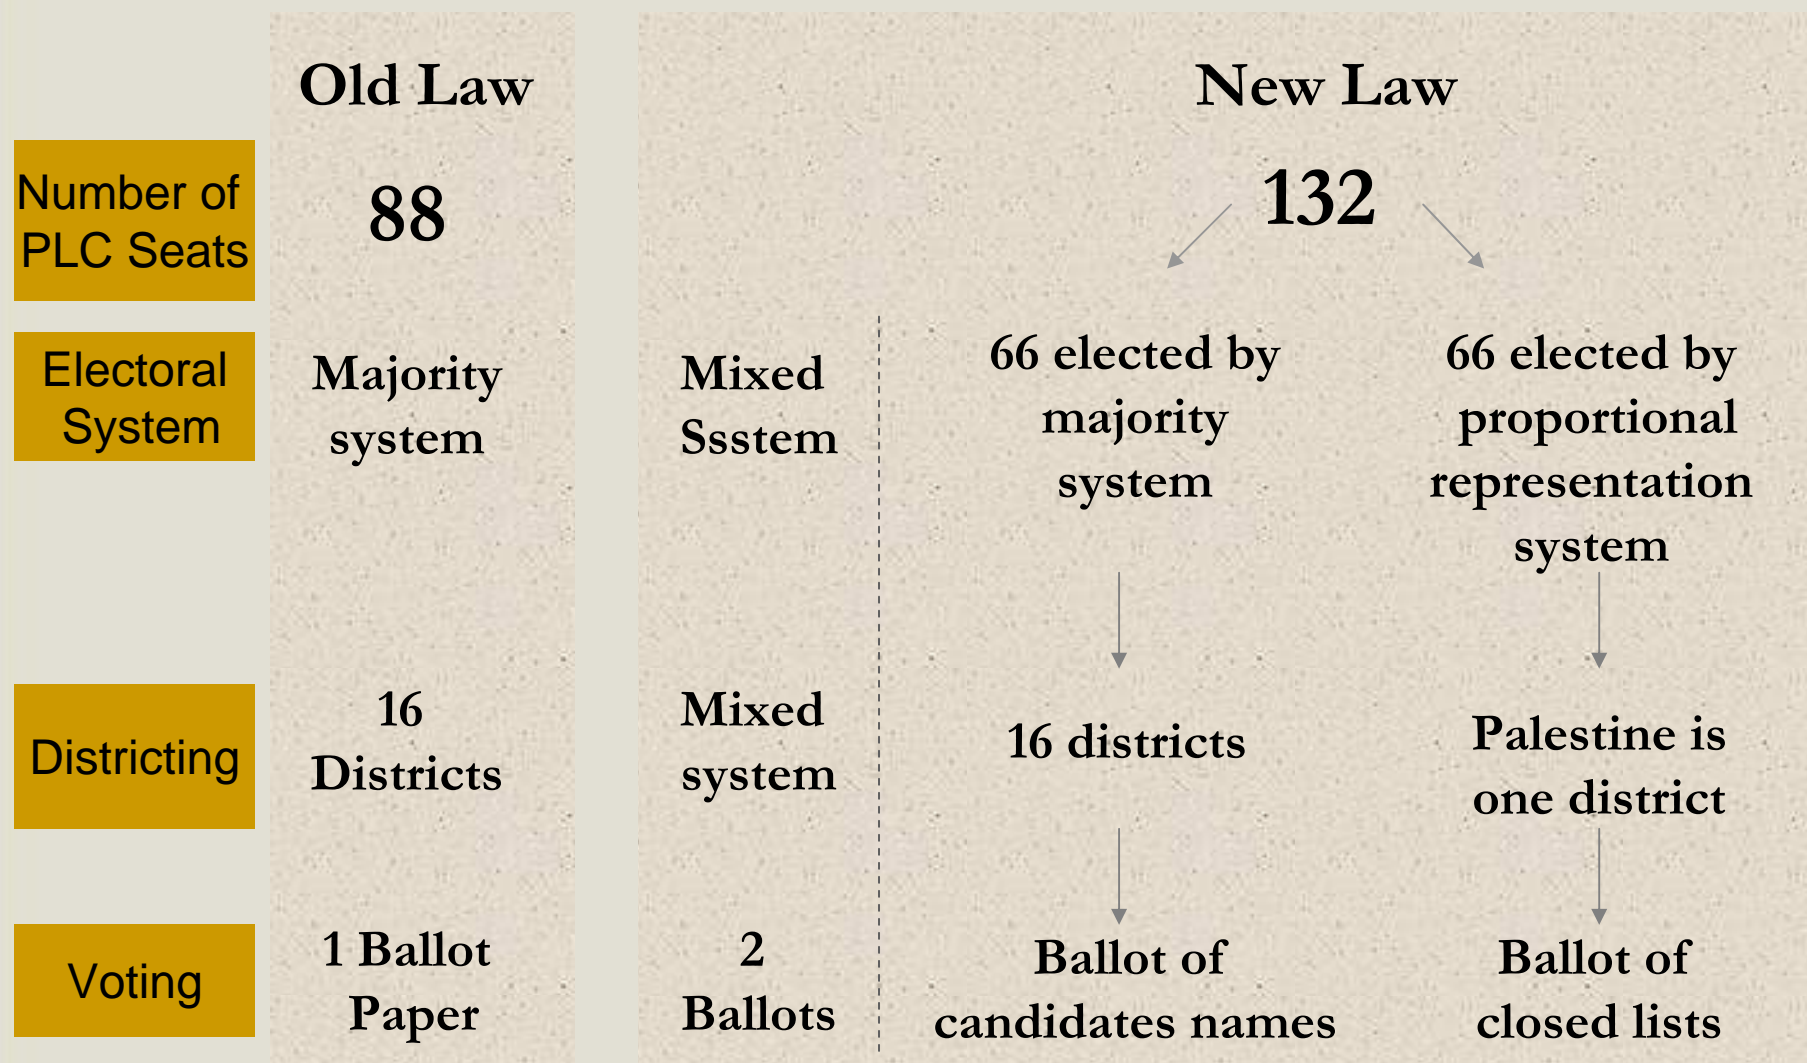 Old Law
New Law
Number of
PLC Seats
88
132
Electoral
System
Majority
system
Mixed
Ssstem
66 elected by
majority
system
66 elected by
proportional
representation
system
Districting
16
Districts
Mixed
system
16 districts
Palestine is
one district
Voting
1 Ballot
Paper
2
Ballots
Ballot of
candidates names
Ballot of
closed lists